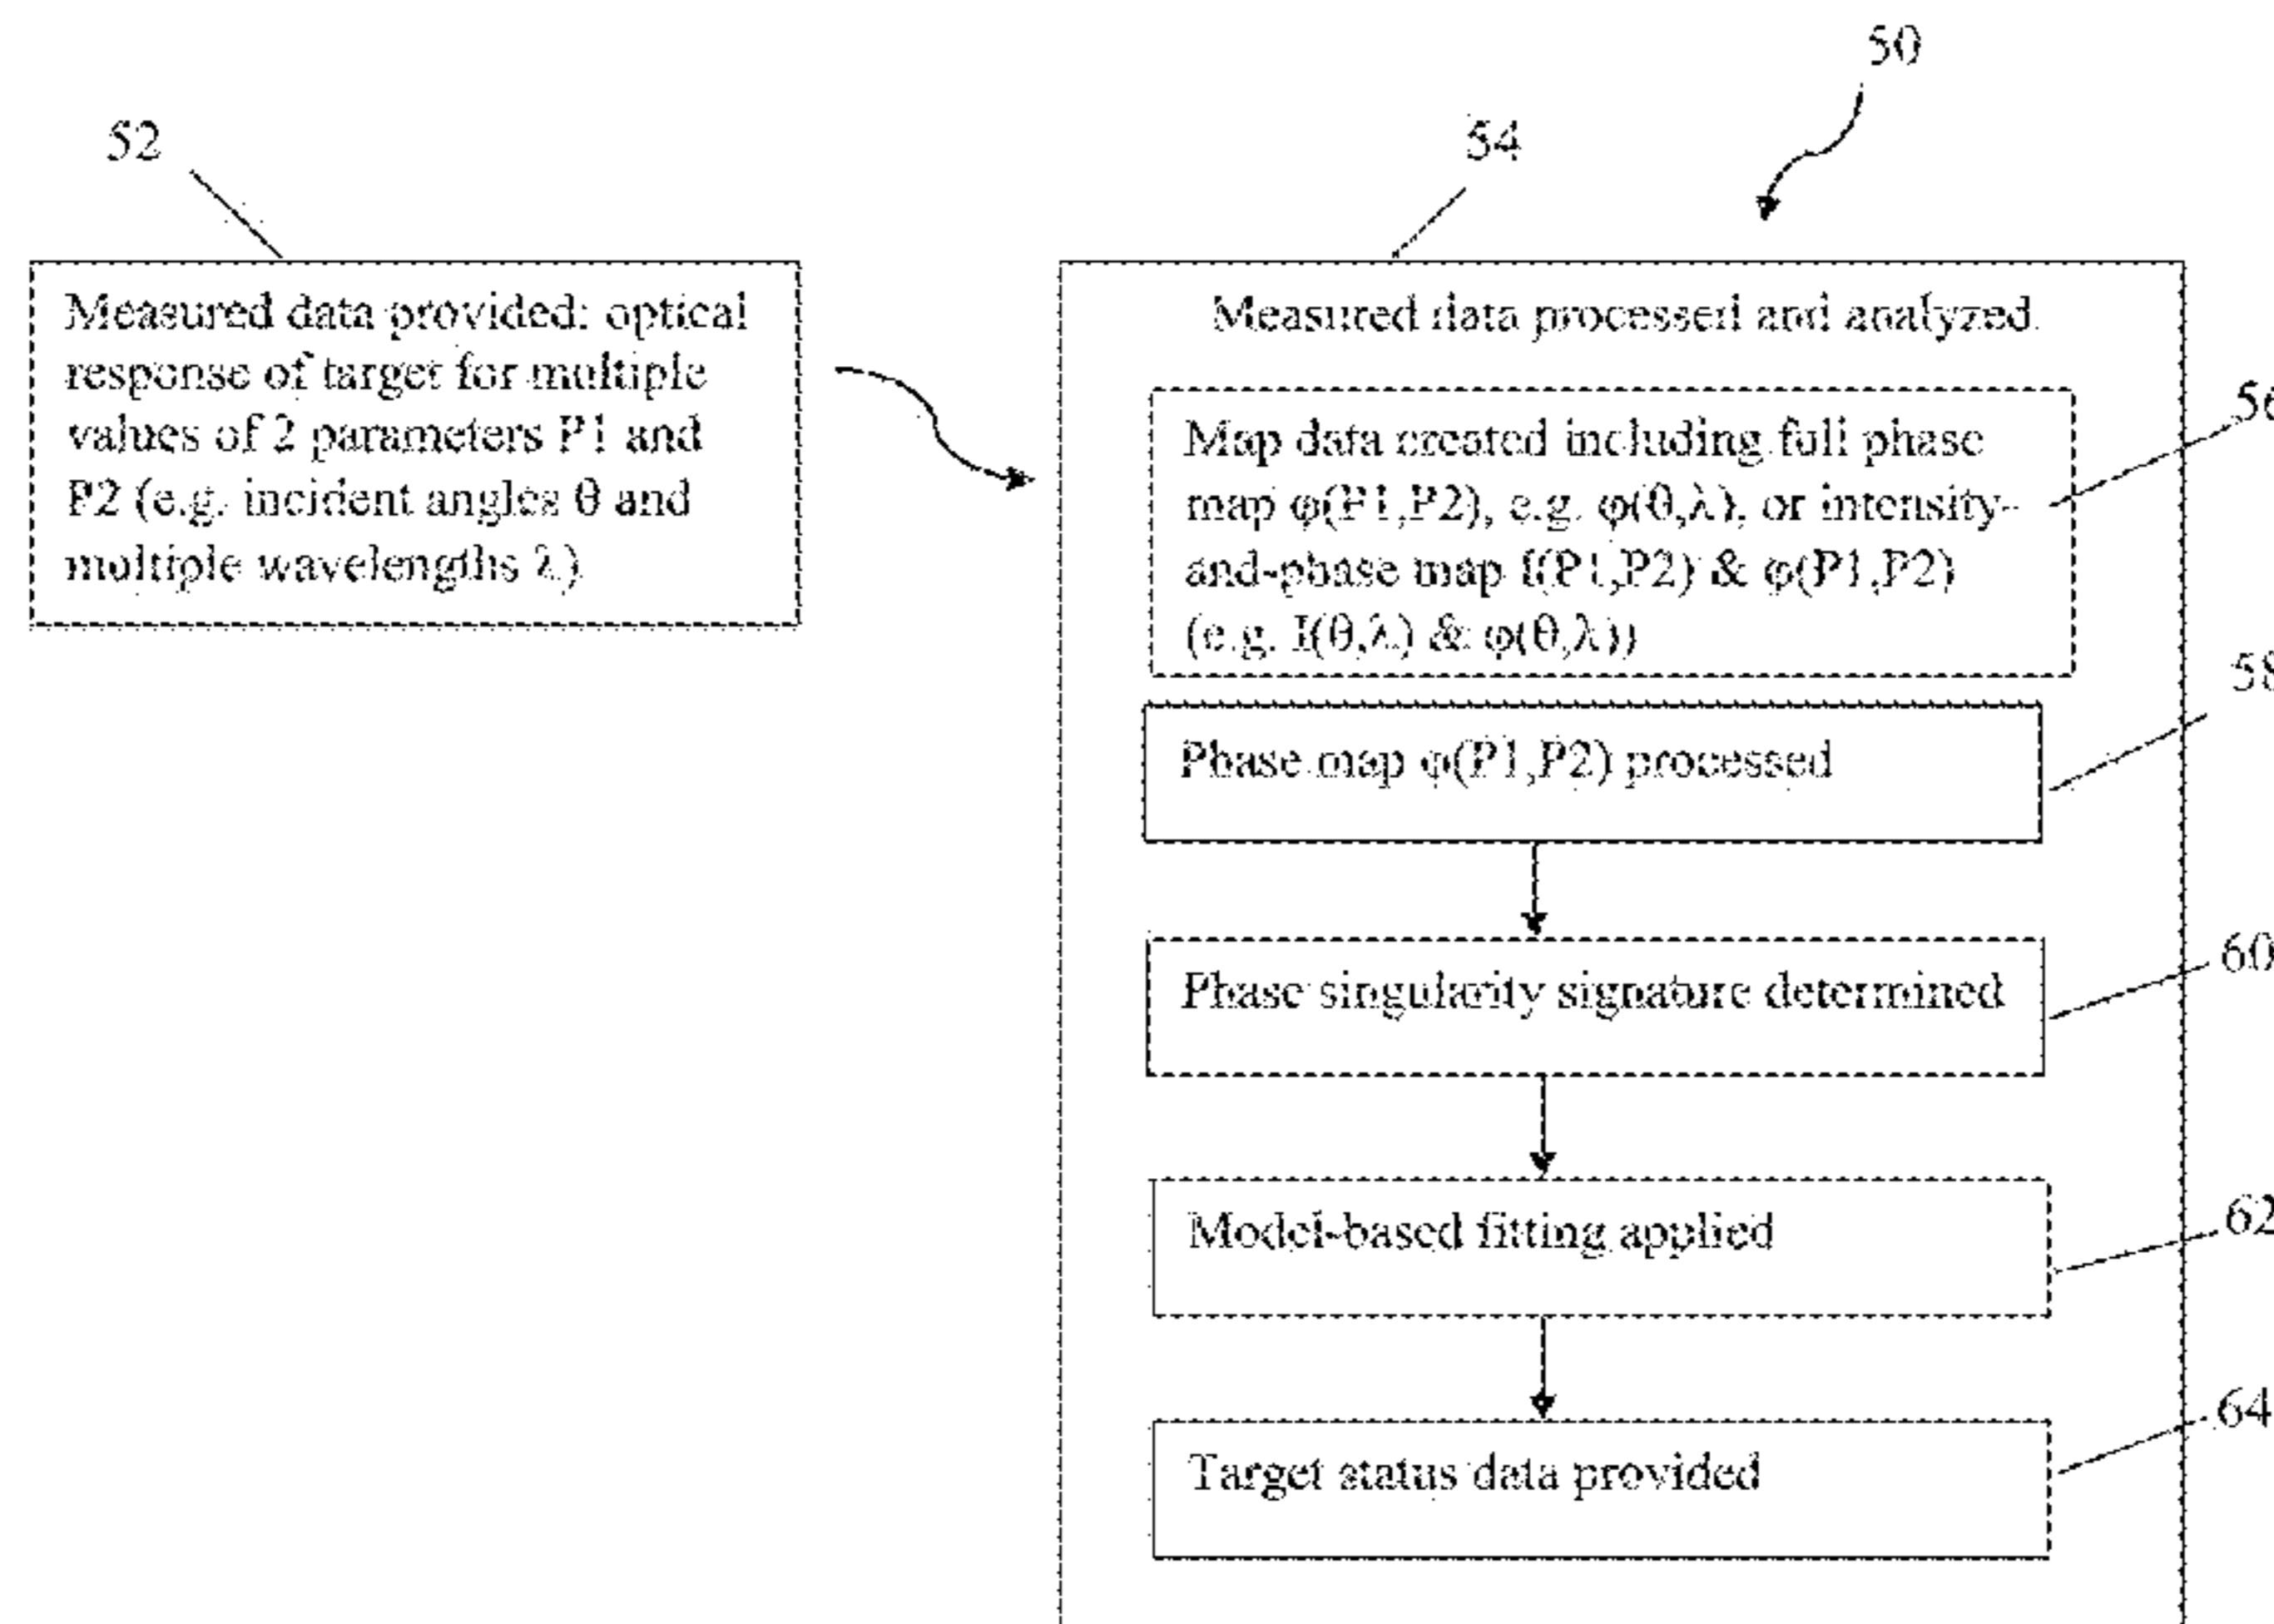 50
52
54
Measured data provided: optical
response of target for multiple
values of 2 parameters P1 and
P2 (e.g. incident angles θ and
multiple wavelengths λ)
Measured data processed and analyzed
56
Map data created including full phase
map φ(P1,P2), e.g. φ(θ,λ), or intensity-
and-phase map I(P1,P2) & φ(P1,P2)
(e.g. I(θ,λ) & φ(θ,λ))
58
Phase map φ(P1,P2) processed
60
Phase singularity signature determined
62
Model-based fitting applied
64
Target status data provided